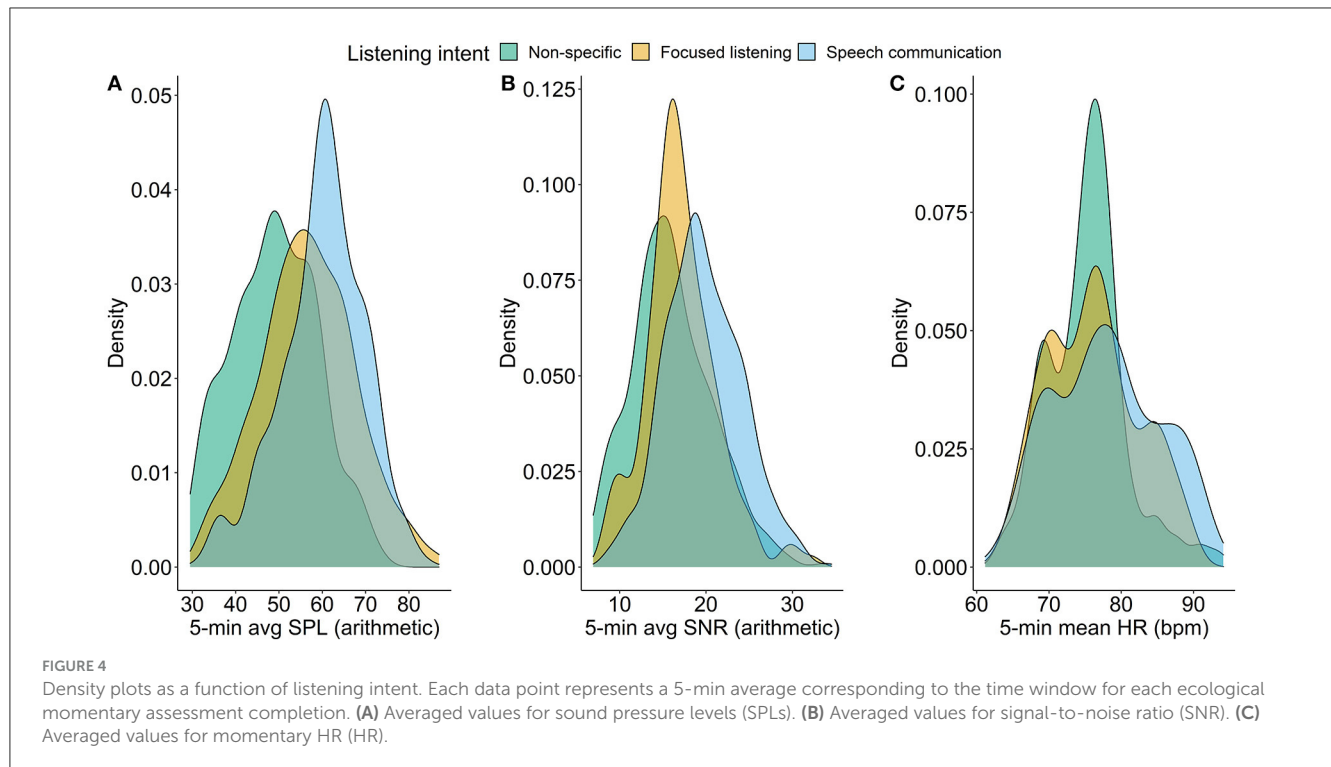 Listening intent Non-specific Focused listening Speech communication
A
B
C
0.05
0.04
0.03
0.02
0.01
0.00
Density
30 40 50 60 70 80
5-min avg SPL (arithmetic)
0.125
0.100
0.075
0.050
0.025
0.000
Density
10 20 30
5-min avg SNR (arithmetic)
0.100
0.075
0.050
0.025
0.000
Density
60 70 80 90
5-min mean HR (bpm)
FIGURE 4
Density plots as a function of listening intent. Each data point represents a 5-min average corresponding to the time window for each ecological
momentary assessment completion. (A) Averaged values for sound pressure levels (SPLs). (B) Averaged values for signal-to-noise ratio (SNR). (C)
Averaged values for momentary HR (HR).